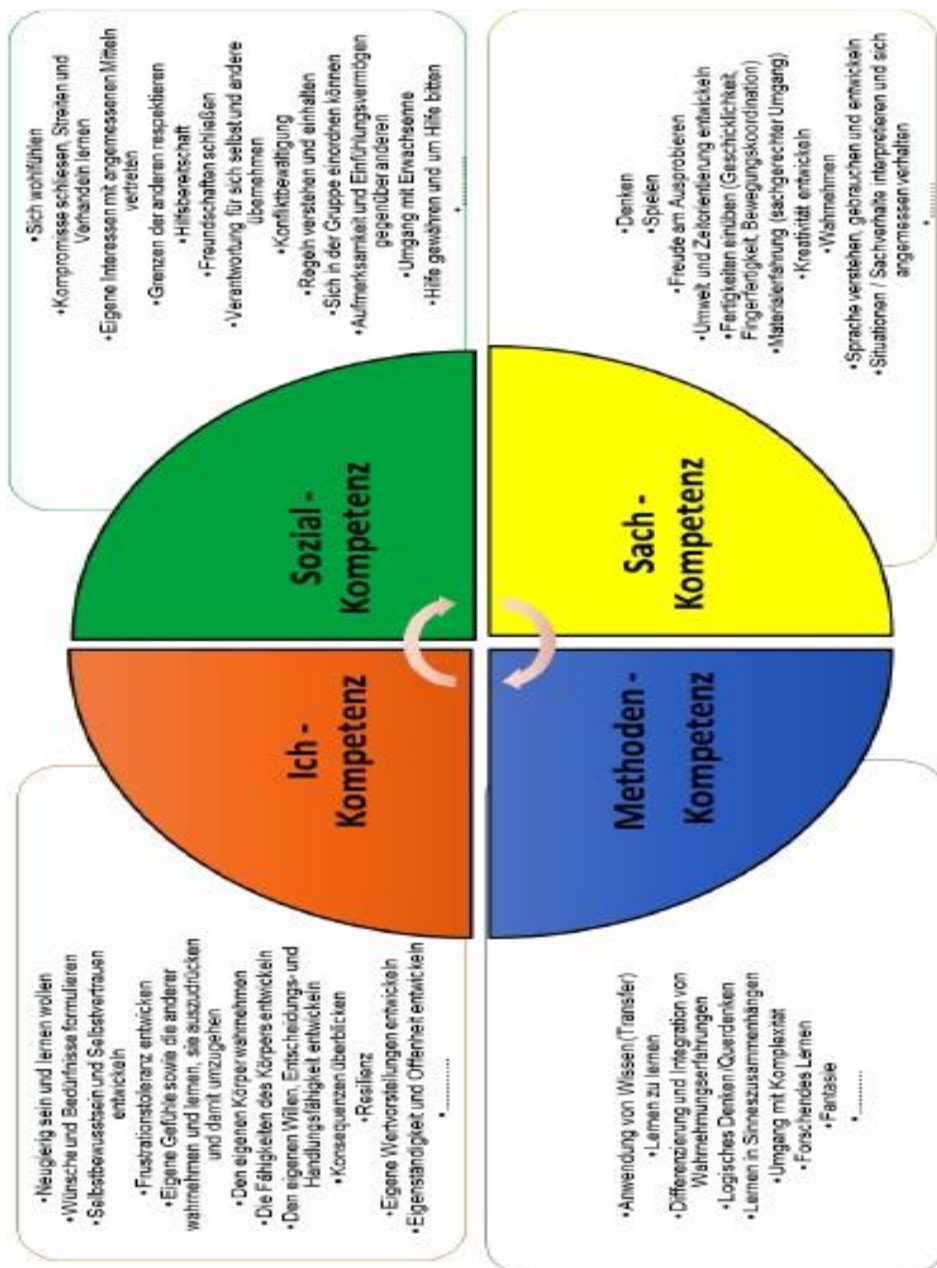 •Neugierig sein und lernen wollen
•Wünsche und Bedürfnisse formulieren
•Selbstbewusstsein und Selbstvertrauen
entwickeln
•Frustrationstoleranz entwicken
•Eigene Gefühle sowie die anderer
wahrnehmen und lernen, sie auszudrücken
und damit umzugehen
•Den eigenen Körper wahrnehmen
•Die Fähigkeiten des Körpers entwickeln
•Den eigenen Willen, Entscheidungs- und
Handlungsfähigkeit entwickeln
•Konsequenzen überblicken
•Resilienz
•Eigene Wertvorstellungen entwickeln
•Eigenständigkeit und Offenheit entwickeln
•..........
Ich -
Kompetenz
Sozial -
Kompetenz
•Sich wohlfühlen
•Kompromisse schliesen, Streiten und
Verhandeln lernen
•Eigene Interessen mit angemessenen Mitteln
vertreten
•Grenzen der anderen respektieren
•Hilfsbereitschaft
•Freundschaften schließen
•Verantwortung für sich selbst und andere
übernehmen
•Konfliktbewältigung
•Regeln verstehen und einhalten
•Sich in der Gruppe einordnen können
•Aufmerksamkeit und Einfühlungsvermögen
gegenüber anderen
•Umgang mit Erwachsene
•Hilfe gewähren und um Hilfe bitten
•..........
•Anwendung von Wissen (Transfer)
•Lernen zu lernen
•Differenzierung und Integration von
Wahrnehmungserfahrungen
•Logisches Denken /Querdenken
•Lernen in Sinneszusammenhängen
•Umgang mit Komplexität
•Forschendes Lernen
•Fantasie
•..........
Methoden -
Kompetenz
Sach -
Kompetenz
•Denken
•Spielen
•Freude am Ausprobieren
•Umwelt und Zeitorientierung entwickeln
•Fertigkeiten einüben (Geschicklichkeit,
Fingerfertigkeit, Bewegungskoordination)
•Materialerfahrung (sachgerechter Umgang)
•Kreativität entwickeln
•Wahrnehmen
•Sprache verstehen, gebrauchen und entwickeln
•Situationen / Sachverhalte interpretieren und sich
angemessen verhalten
•..........